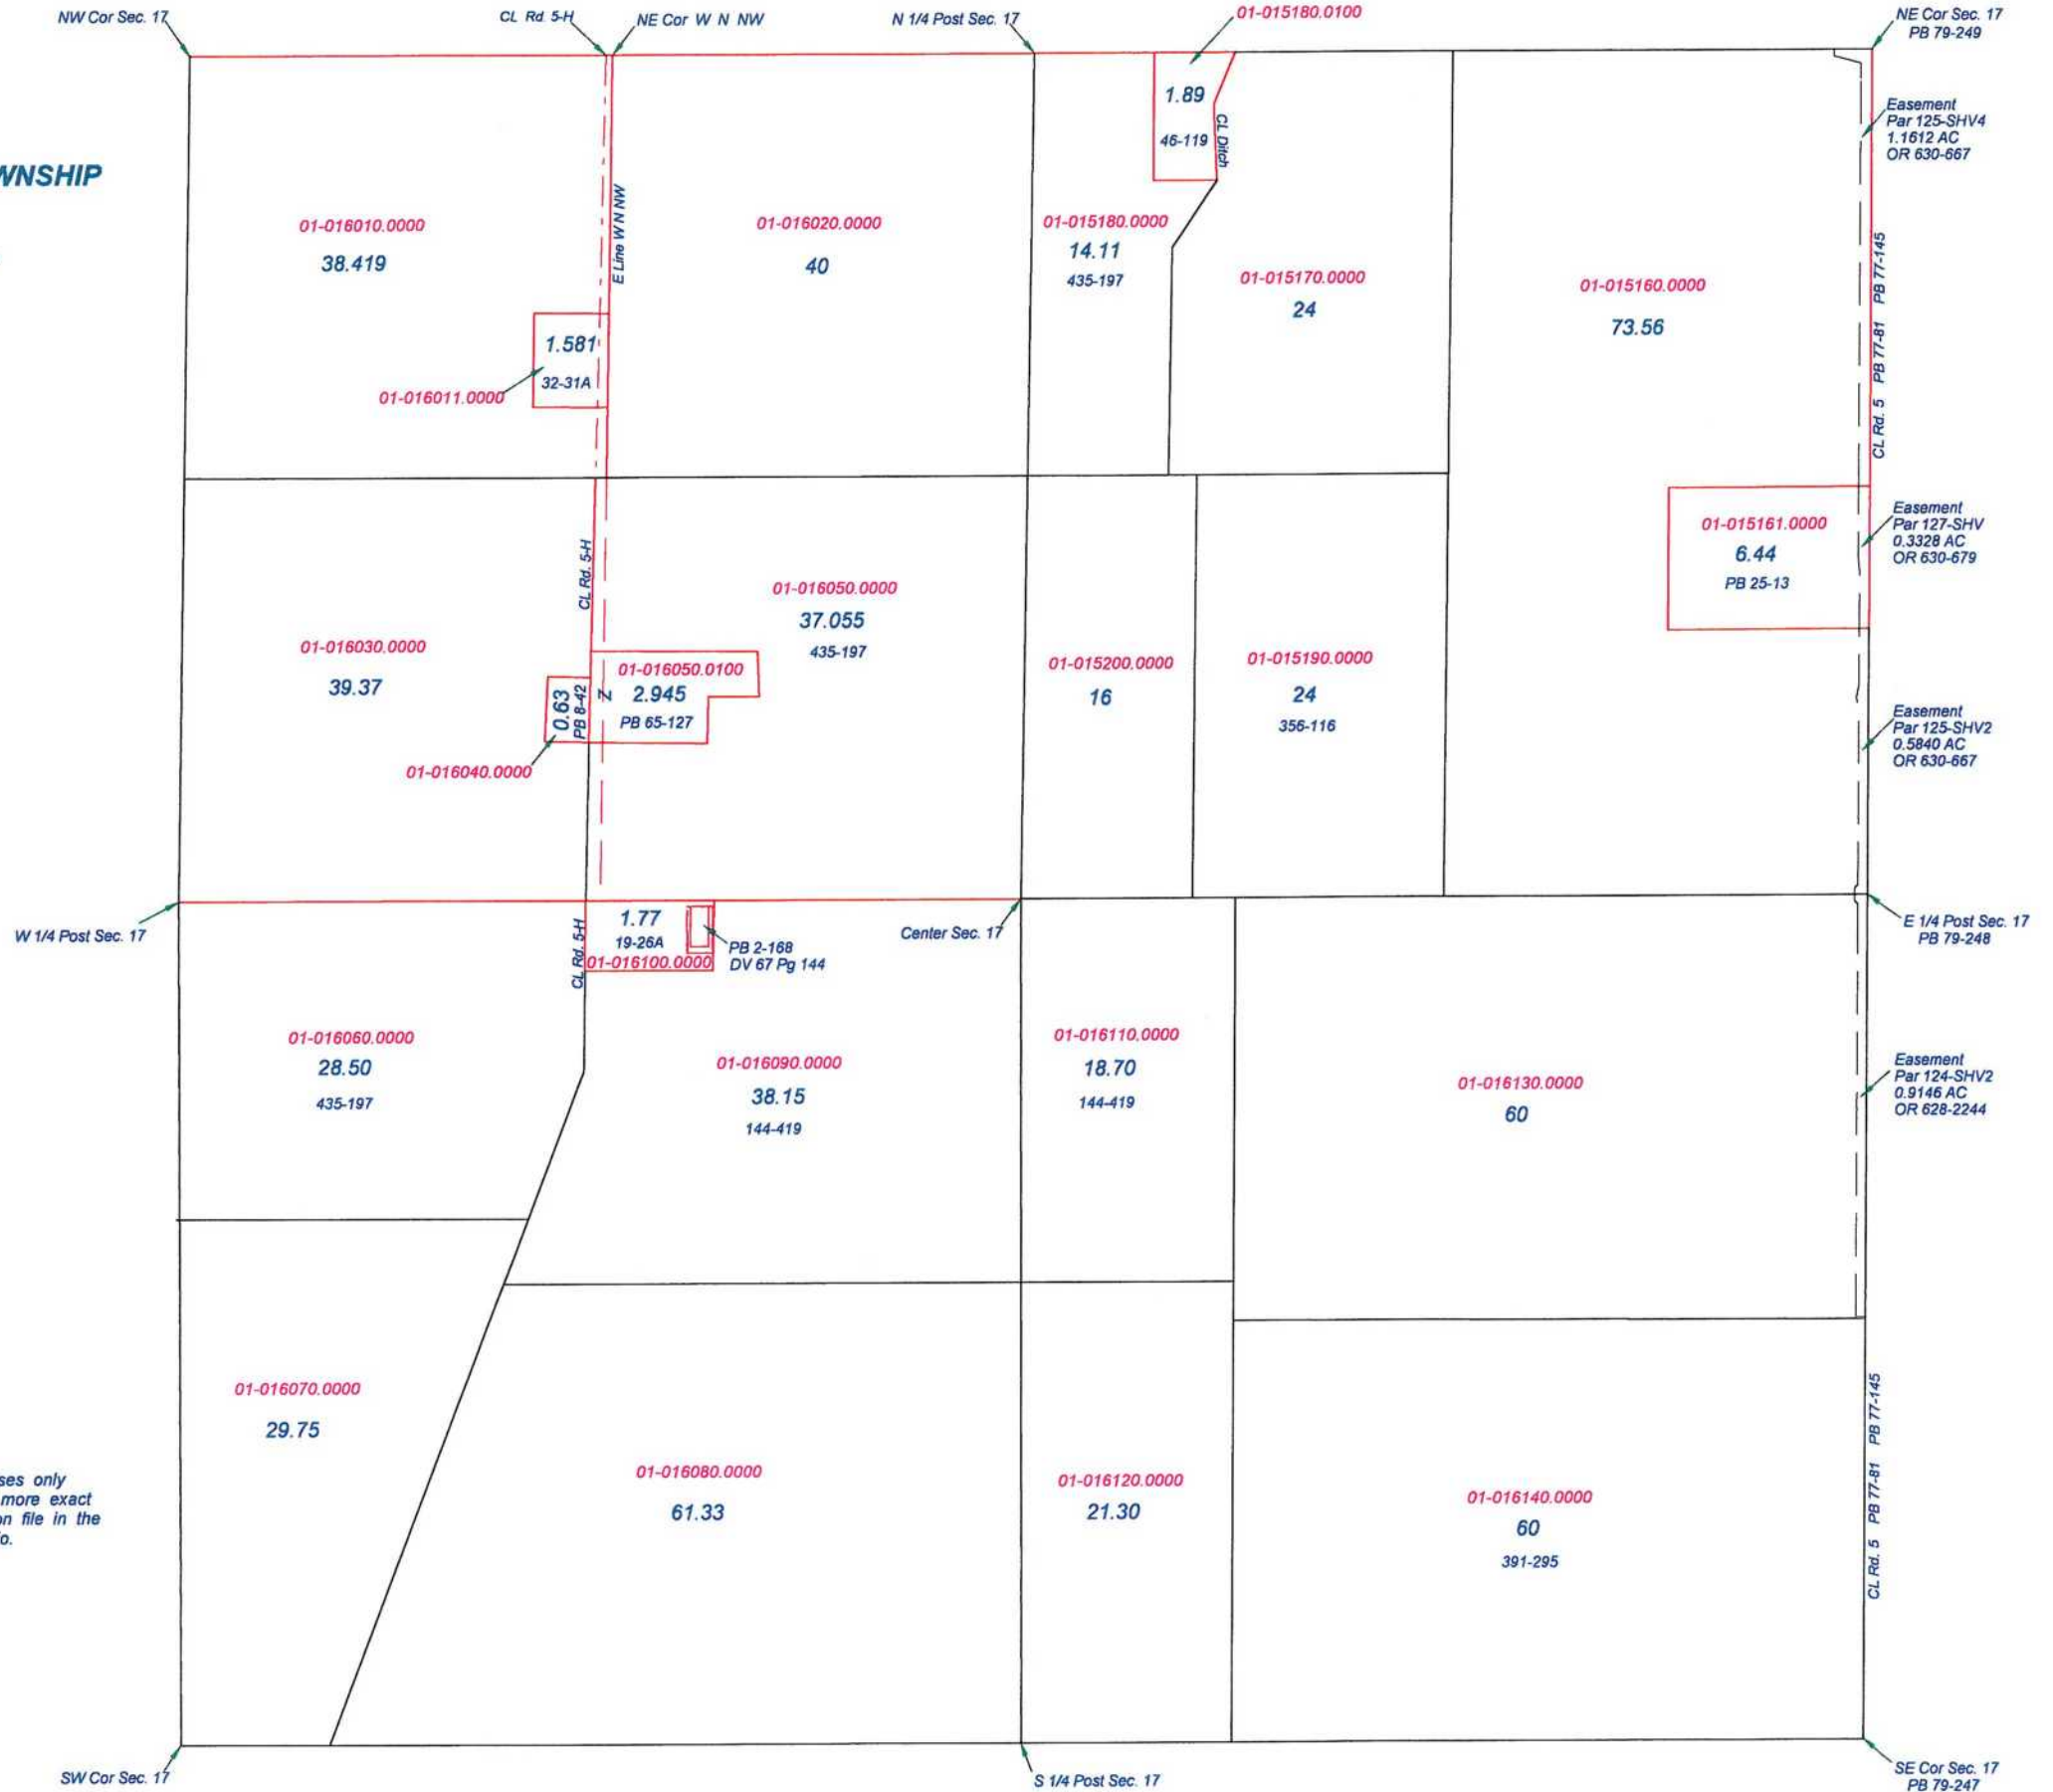 NW Cor Sec. 17
CL Rd. 5-H
NE Cor W N NW
N 1/4 Post Sec. 17
01-015180.0100
NE Cor Sec. 17
PB 79-249
WNSHIP
1.89
46-119
CL Ditch
Easement
Par 125-SHV4
1.1612 AC
OR 630-667
01-016010.0000
38.419
E Line W N NW
01-016020.0000
40
01-015180.0000
14.11
435-197
01-015170.0000
24
01-015160.0000
73.56
CL Rd. 5 PB 77-81 PB 77-145
1.581
32-31A
01-016011.0000
CL Rd. 5-H
01-015161.0000
6.44
PB 25-13
Easement
Par 127-SHV
0.3328 AC
OR 630-679
01-016050.0000
37.055
435-197
01-016030.0000
39.37
01-016050.0100
2.945
PB 65-127
Z
0.63
PB 8-42
01-016040.0000
01-015200.0000
16
01-015190.0000
24
356-116
Easement
Par 125-SHV2
0.5840 AC
OR 630-667
W 1/4 Post Sec. 17
CL Rd. 5-H
1.77
19-26A
01-016100.0000
PB 2-168
DV 67 Pg 144
Center Sec. 17
E 1/4 Post Sec. 17
PB 79-248
01-016060.0000
28.50
435-197
01-016090.0000
38.15
144-419
01-016110.0000
18.70
144-419
01-016130.0000
60
Easement
Par 124-SHV2
0.9146 AC
OR 628-2244
01-016070.0000
29.75
01-016080.0000
61.33
01-016120.0000
21.30
01-016140.0000
60
391-295
CL Rd. 5 PB 77-81 PB 77-145
ses only
more exact
on file in the
o.
SW Cor Sec. 17
S 1/4 Post Sec. 17
SE Cor Sec. 17
PB 79-247